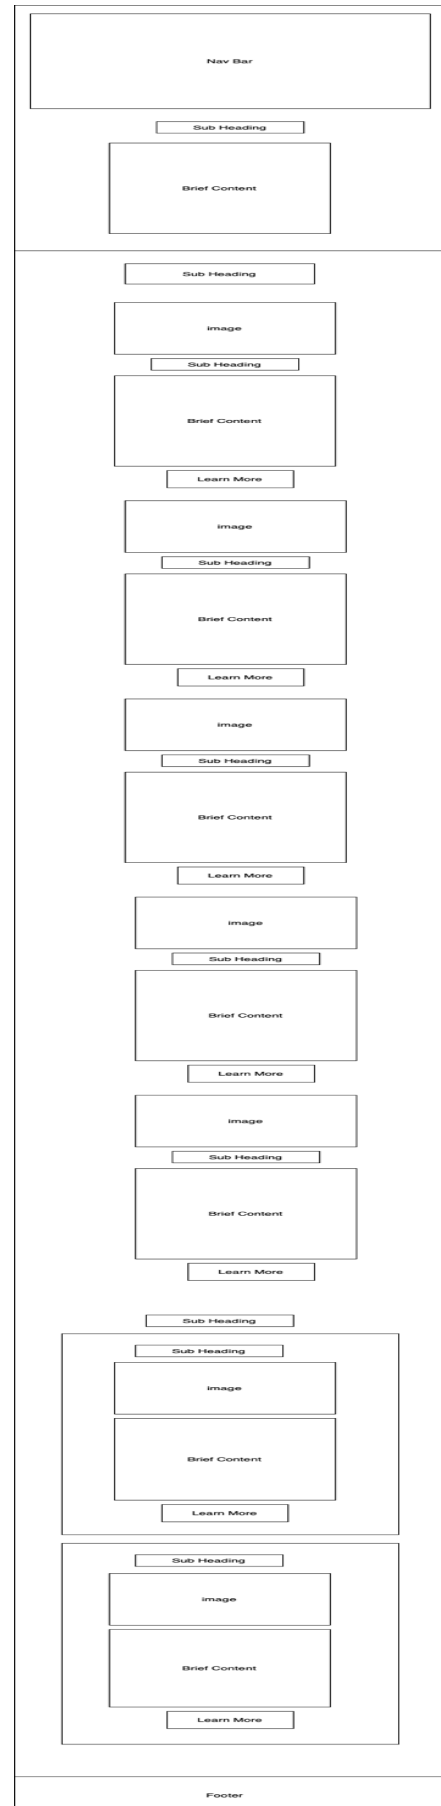 Nav Bar
Sub Heading
Brief Content
Sub Heading
image
Sub Heading
Brief Content
Learn More
image
Sub Heading
Brief Content
Learn More
image
Sub Heading
Brief Content
Learn More
image
Sub Heading
Brief Content
Learn More
image
Sub Heading
Brief Content
Learn More
Sub Heading
Sub Heading
image
Brief Content
Learn More
Sub Heading
image
Brief Content
Learn More
Footer